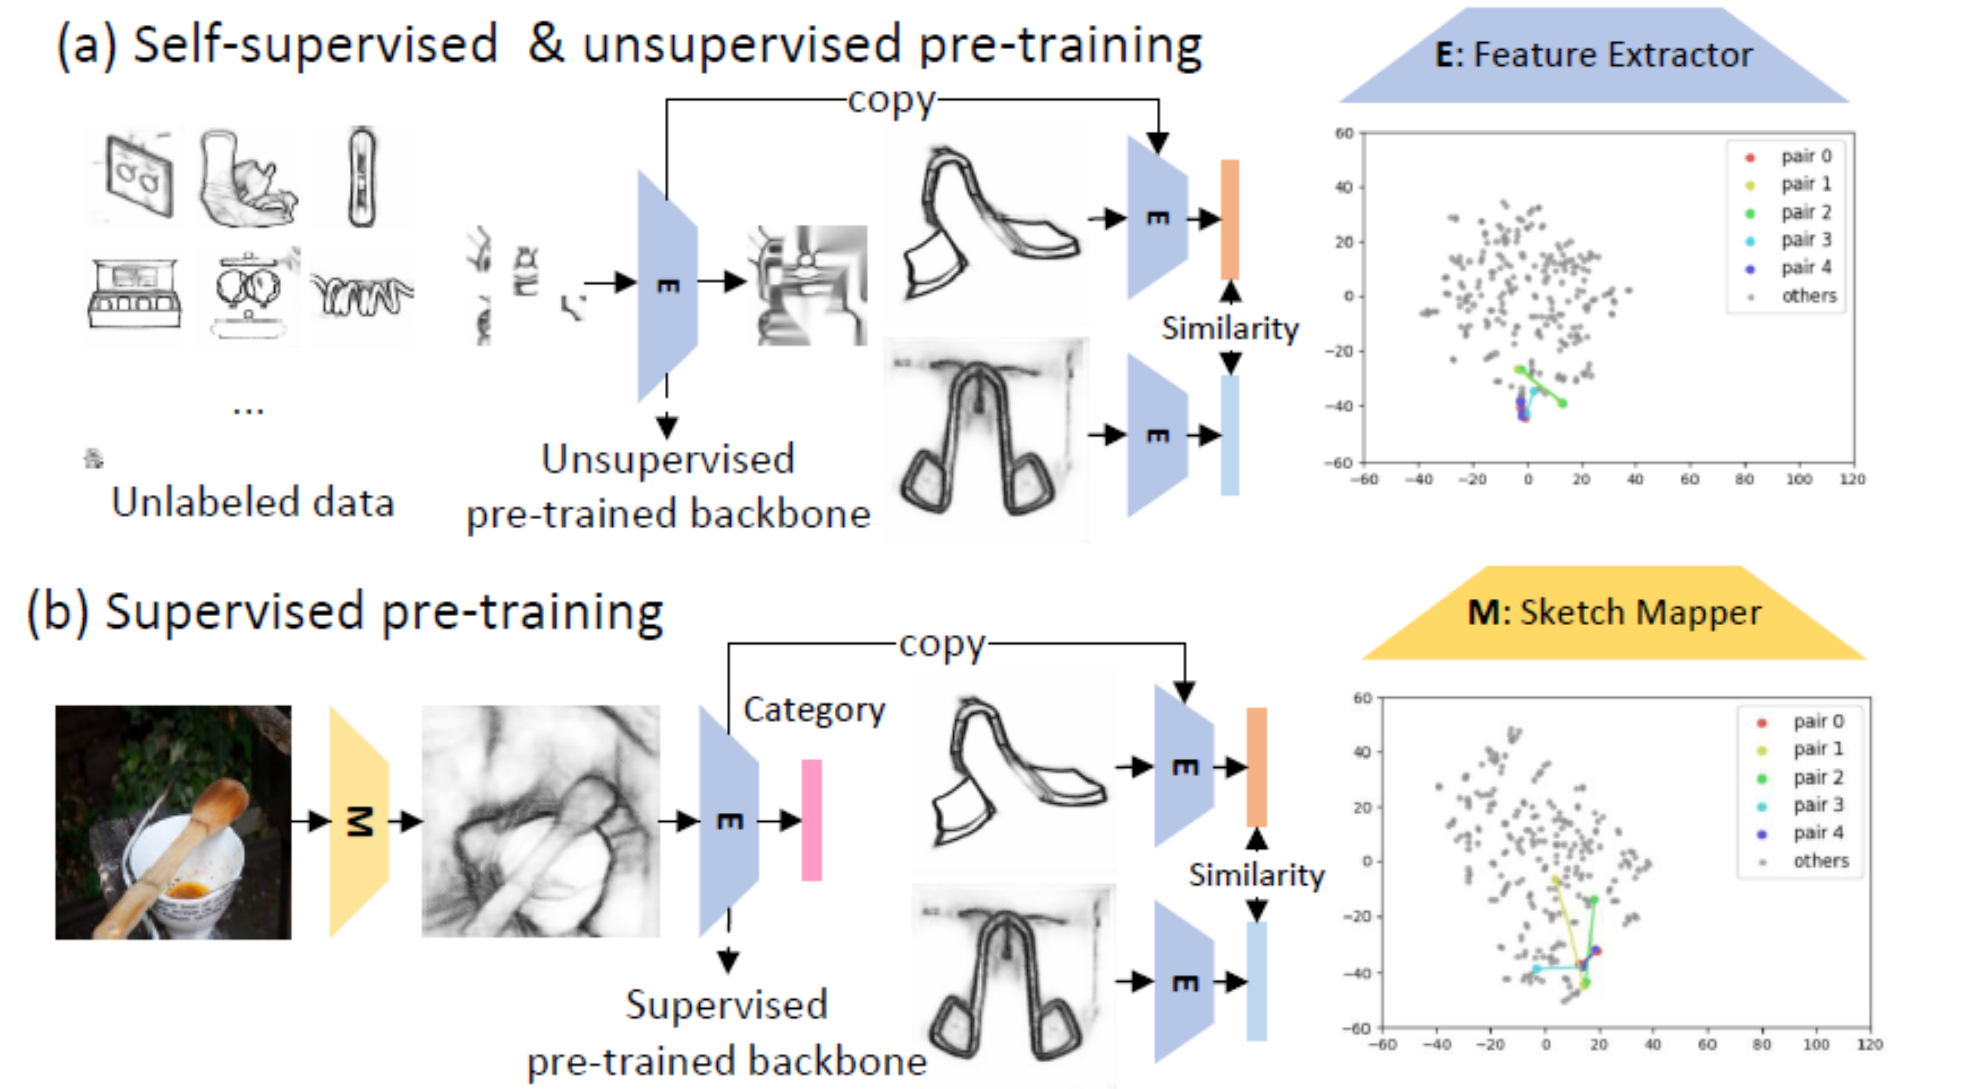 (a) Self-supervised & unsupervised pre-training
copy
E: Feature Extractor
E
E
E
Similarity
...
Unlabeled data
Unsupervised
pre-trained backbone
60
40
20
0
−20
−40
−60
−60 −40 −20 0 20 40 60 80 100 120
pair 0
pair 1
pair 2
pair 3
pair 4
others
(b) Supervised pre-training
copy
M: Sketch Mapper
M
E
Category
E
E
Similarity
Supervised
pre-trained backbone
60
40
20
0
−20
−40
−60
−60 −40 −20 0 20 40 60 80 100 120
pair 0
pair 1
pair 2
pair 3
pair 4
others